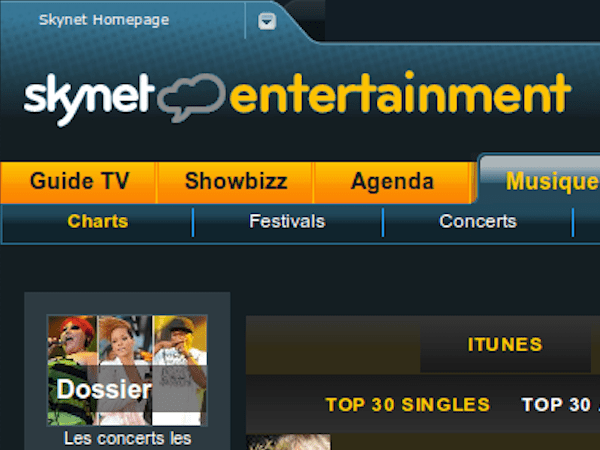 Skynet Homepage
skynet entertainment
Guide TV Showbizz Agenda Musique
Charts Festivals Concerts
ITUNES
Dossier
TOP 30 SINGLES TOP 30
Les concerts les